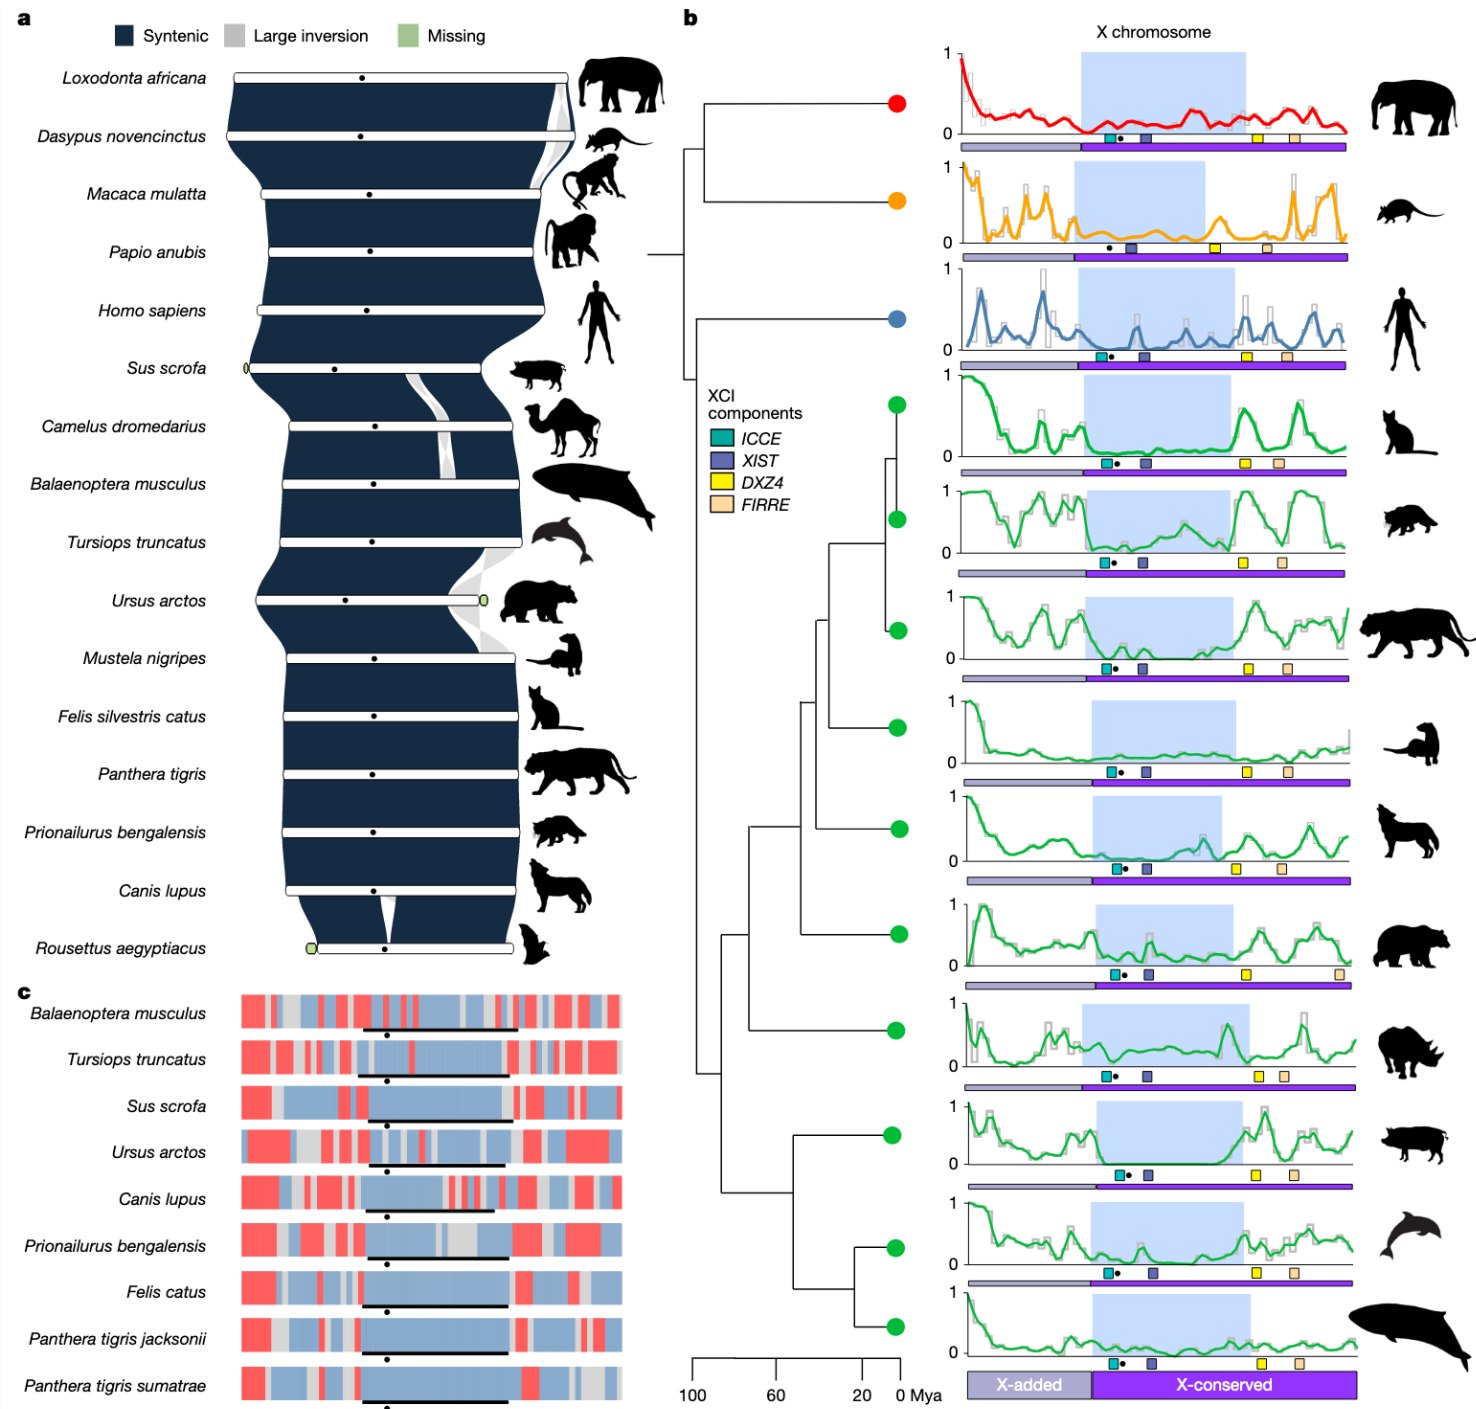 a
Syntenic
Large inversion
Missing
Loxodonta africana
Dasypus novencinctus
Macaca mulatta
Papio anubis
Homo sapiens
Sus scrofa
Camelus dromedarius
Balaenoptera musculus
Tursiops truncatus
Ursus arctos
Mustela nigripes
Felis silvestris catus
Panthera tigris
Prionailurus bengalensis
Canis lupus
Rousettus aegyptiacus
b
X chromosome
1
0
1
0
1
0
1
0
1
0
1
0
1
0
1
0
1
0
1
0
1
0
1
0
1
0
XCI
components
ICCE
XIST
DXZ4
FIRRE
X-added
X-conserved
100
60
20
0 Mya
c
Balaenoptera musculus
Tursiops truncatus
Sus scrofa
Ursus arctos
Canis lupus
Prionailurus bengalensis
Felis catus
Panthera tigris jacksonii
Panthera tigris sumatrae